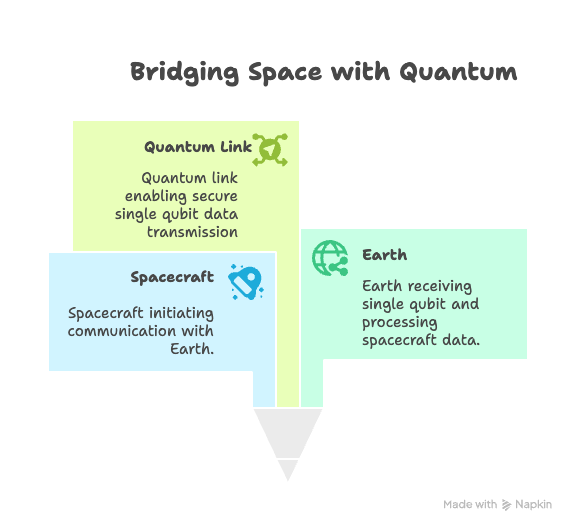 Bridging Space with Quantum
Quantum Link
Quantum link
enabling secure
single qubit data
transmission
Spacecraft
Spacecraft initiating
communication with
Earth.
Earth
Earth receiving
single qubit and
processing
spacecraft data.
Made with Napkin